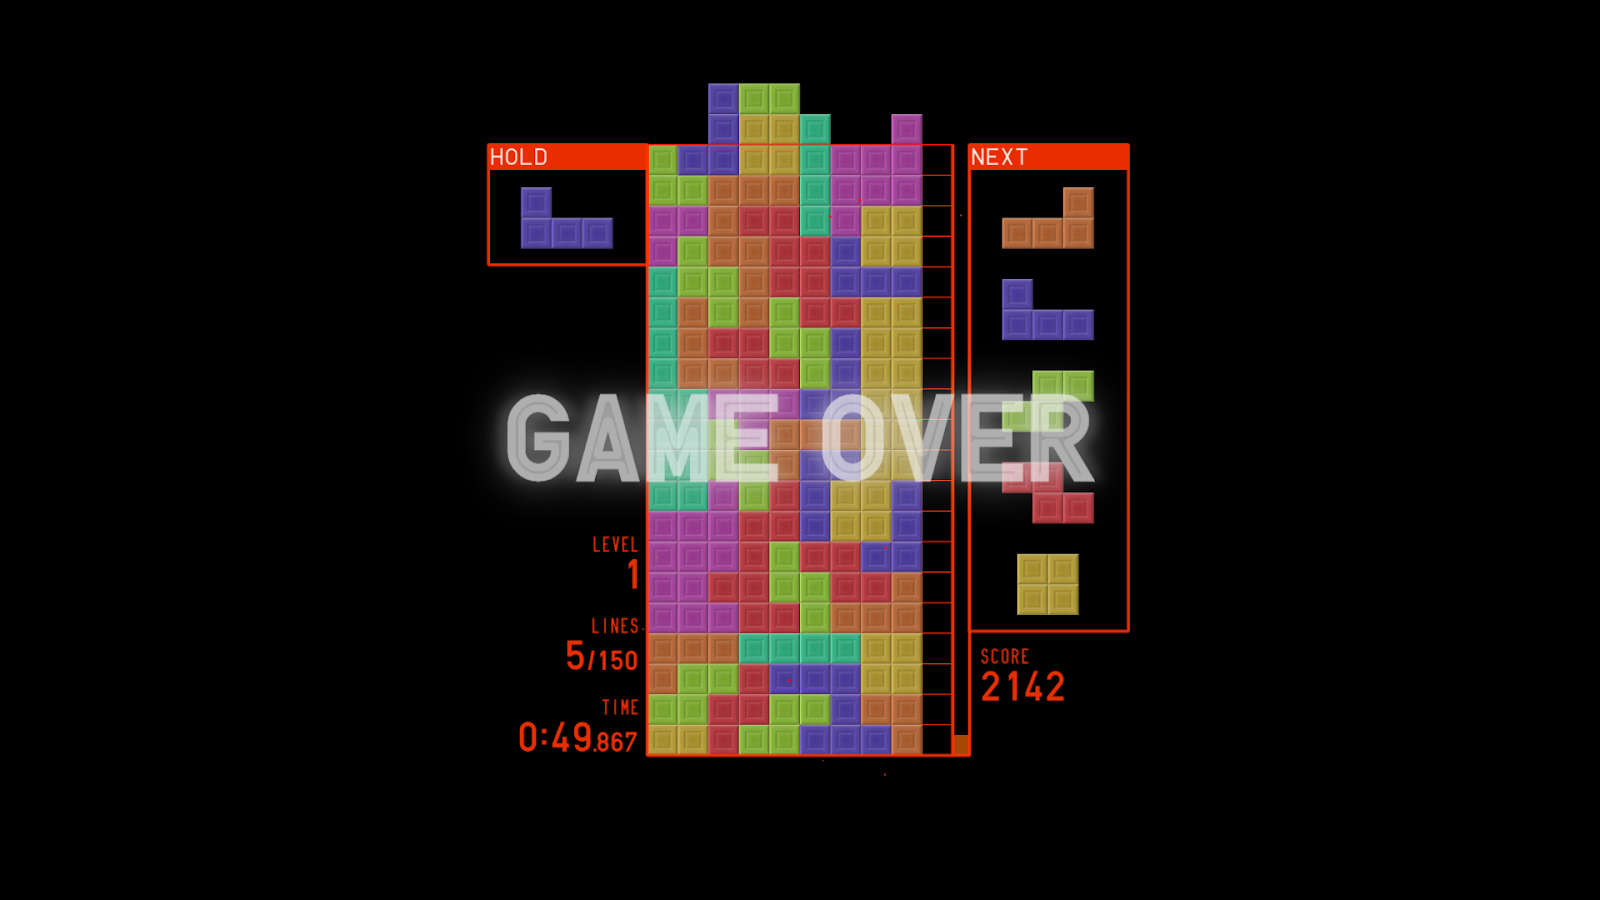 HOLD
NEXT
GAME OVER
LEVEL
1
LINES
5/150
TIME
0:49.867
SCORE
2142